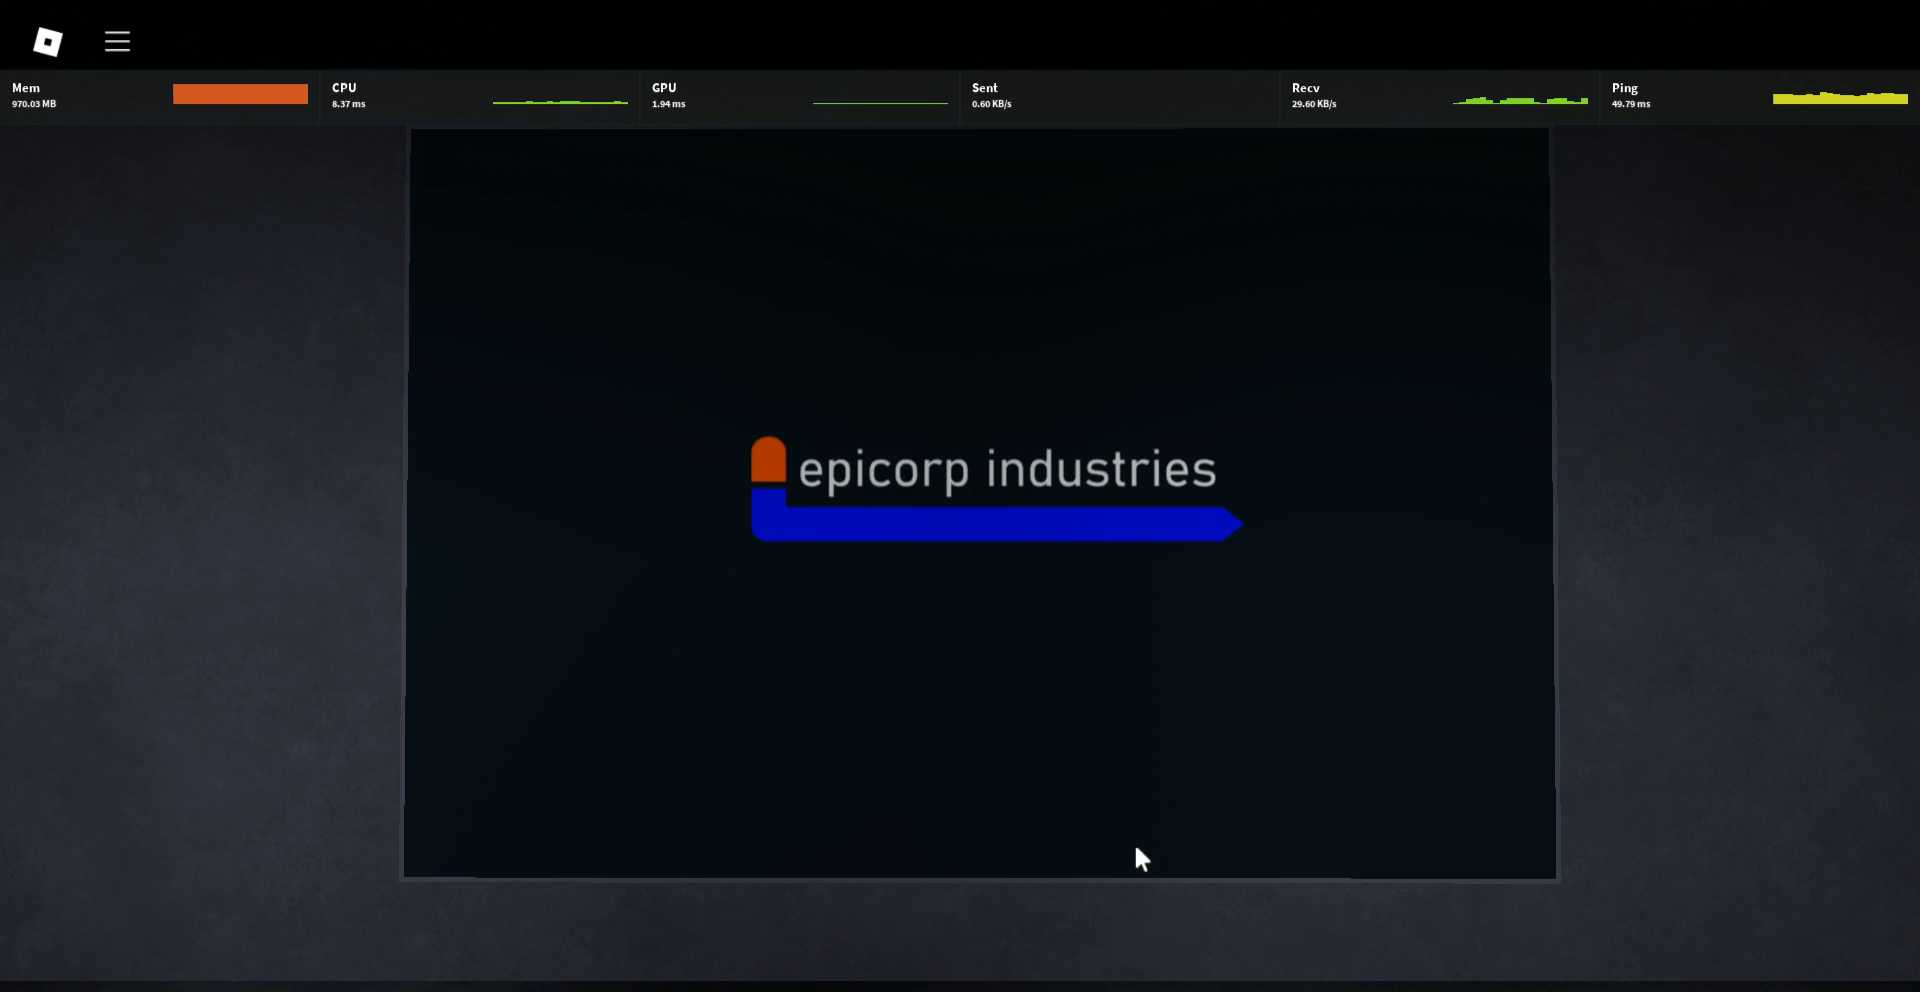 Mem
970.03 MB
CPU
8.37 ms
GPU
1.94 ms
Sent
0.60 KB/s
Recv
29.60 KB/s
Ping
49.79 ms
epicorp industries